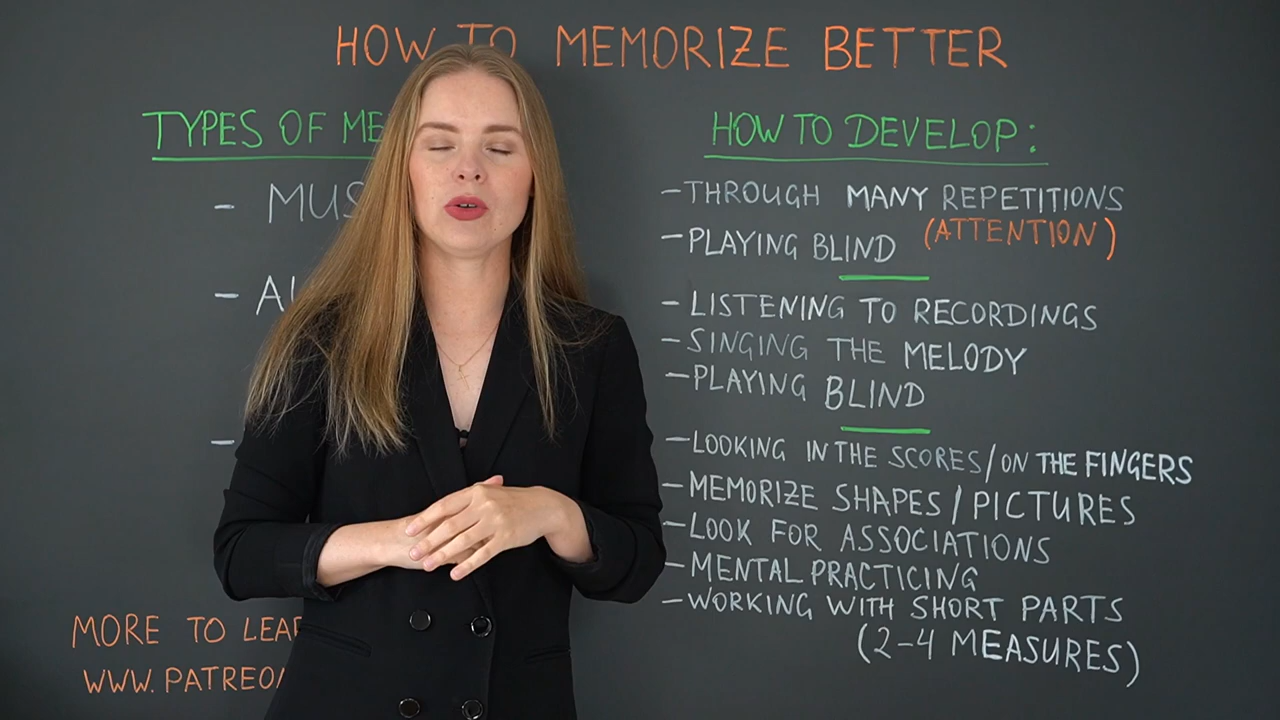 HOW TO MEMORIZE BETTER
TYPES OF ME
- MUS
- A
-
MORE TO LEA
WWW. PATREO
HOW TO DEVELOP:
- THROUGH MANY REPETITIONS
(ATTENTION)
- PLAYING BLIND
- LISTENING TO RECORDINGS
- SINGING THE MELODY
- PLAYING BLIND
- LOOKING IN THE SCORES/ON THE FINGERS
- MEMORIZE SHAPES/PICTURES
- LOOK FOR ASSOCIATIONS
- MENTAL PRACTICING
- WORKING WITH SHORT PARTS
(2-4 MEASURES)